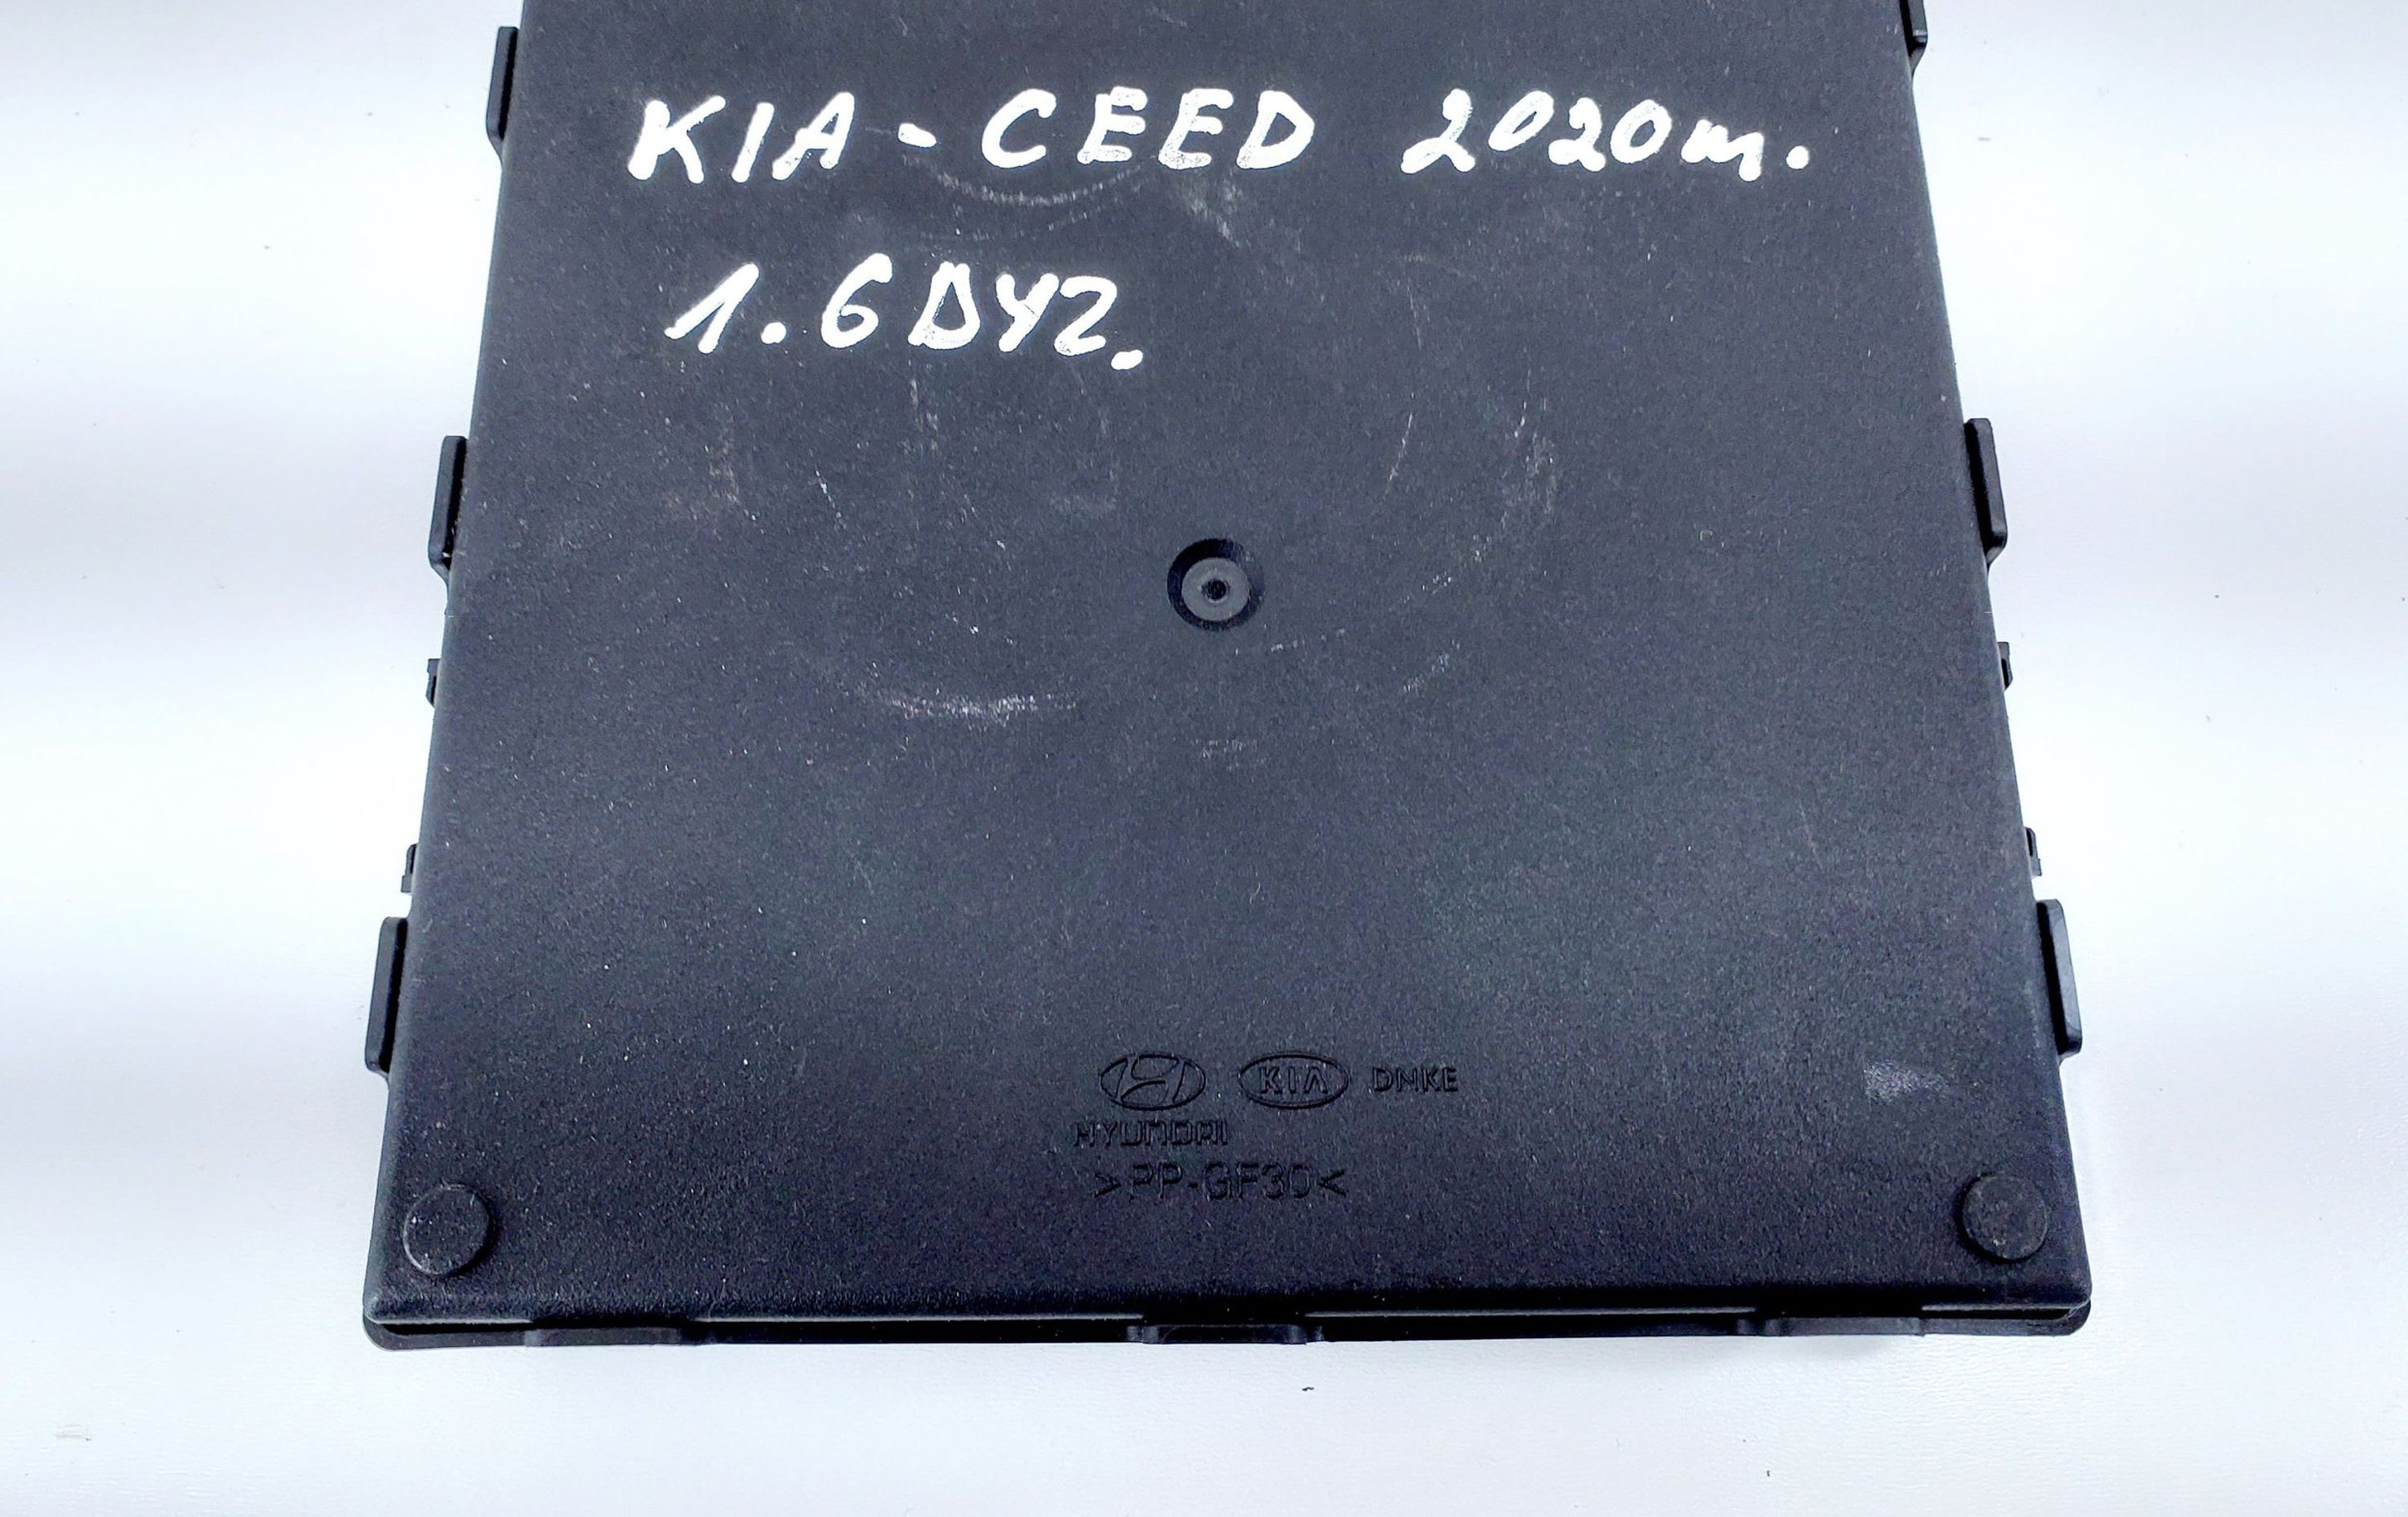 KIA - CEED 2020m.
1.6 DYZ.
KIA DNKE
HYUNDAI
>PP-GF30<